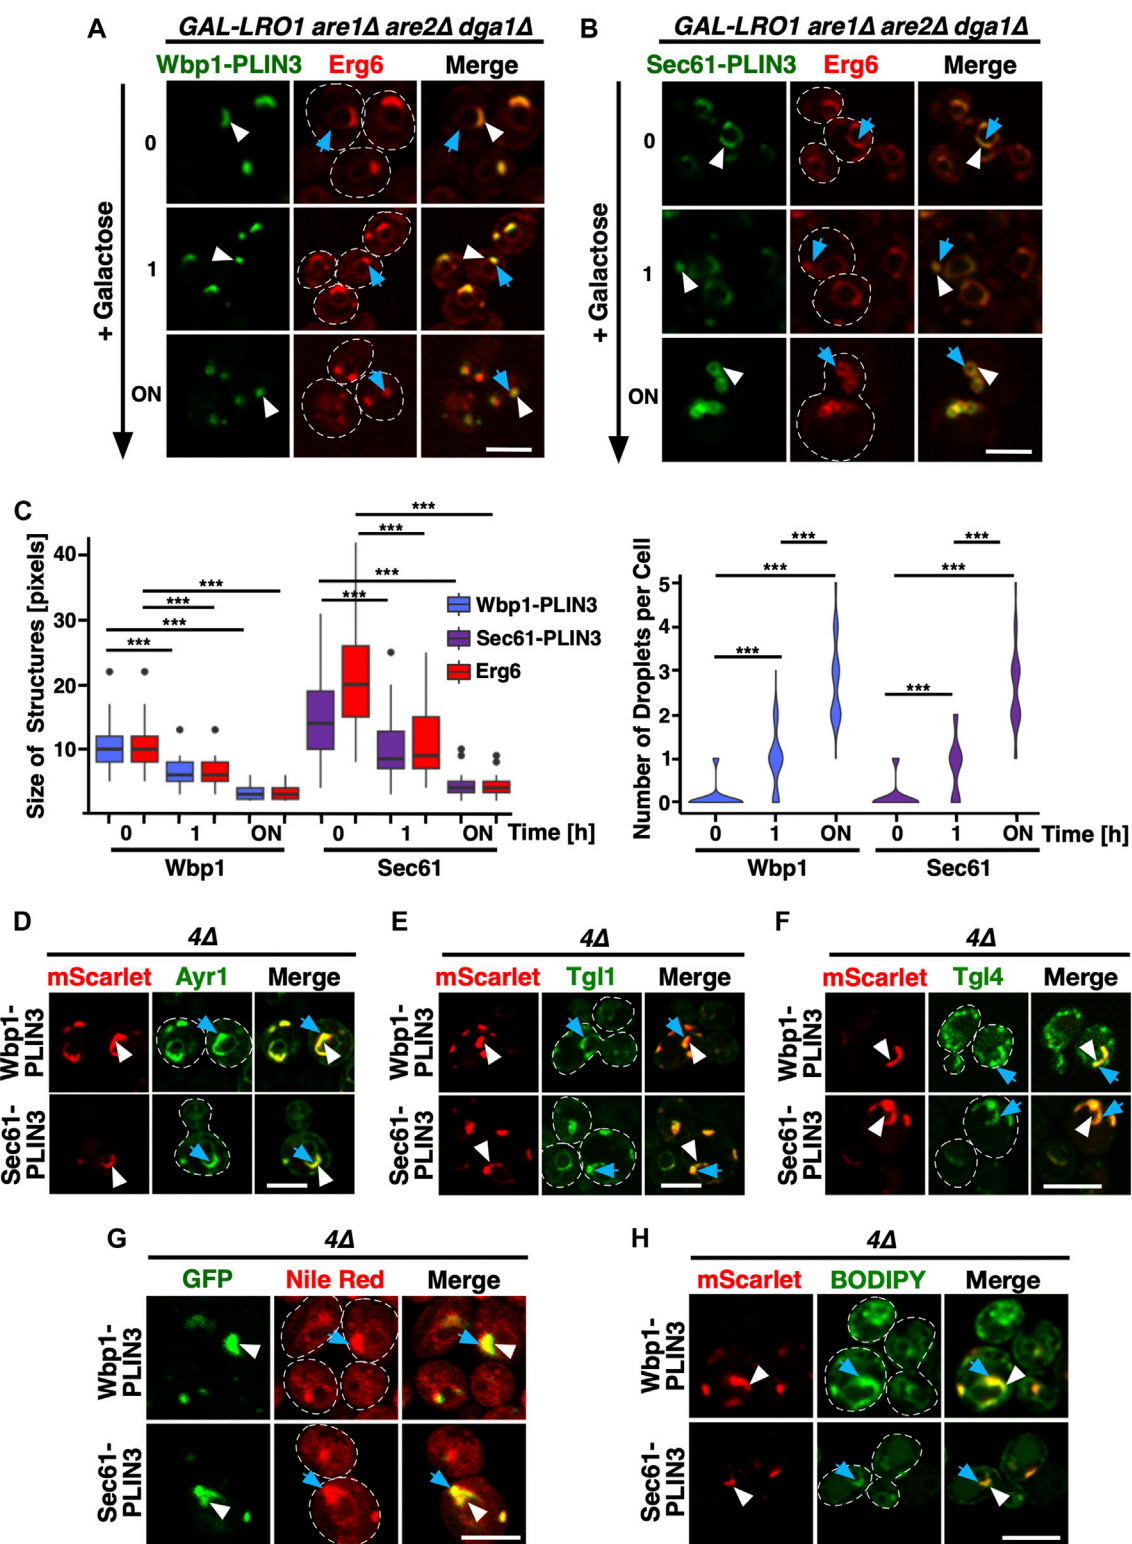 A
GAL-LRO1 are1Δ are2Δ dga1Δ
Wbp1-PLIN3 Erg6 Merge
+ Galactose
0
1
ON
B
GAL-LRO1 are1Δ are2Δ dga1Δ
Sec61-PLIN3 Erg6 Merge
+ Galactose
0
1
ON
C
Size of Structures [pixels]
40
30
20
10
***
***
***
***
***
***
***
***
Wbp1-PLIN3
Sec61-PLIN3
Erg6
0 1 ON 0 1 ON Time [h]
Wbp1 Sec61
Number of Droplets per Cell
5
4
3
2
1
0
*** ***
*** ***
***
***
0 1 ON 0 1 ON Time [h]
Wbp1 Sec61
D
4Δ
mScarlet Ayr1 Merge
Wbp1-
PLIN3
Sec61-
PLIN3
E
4Δ
mScarlet Tgl1 Merge
Wbp1-
PLIN3
Sec61-
PLIN3
F
4Δ
mScarlet Tgl4 Merge
Wbp1-
PLIN3
Sec61-
PLIN3
G
4Δ
GFP Nile Red Merge
Wbp1-
PLIN3
Sec61-
PLIN3
H
4Δ
mScarlet BODIPY Merge
Wbp1-
PLIN3
Sec61-
PLIN3